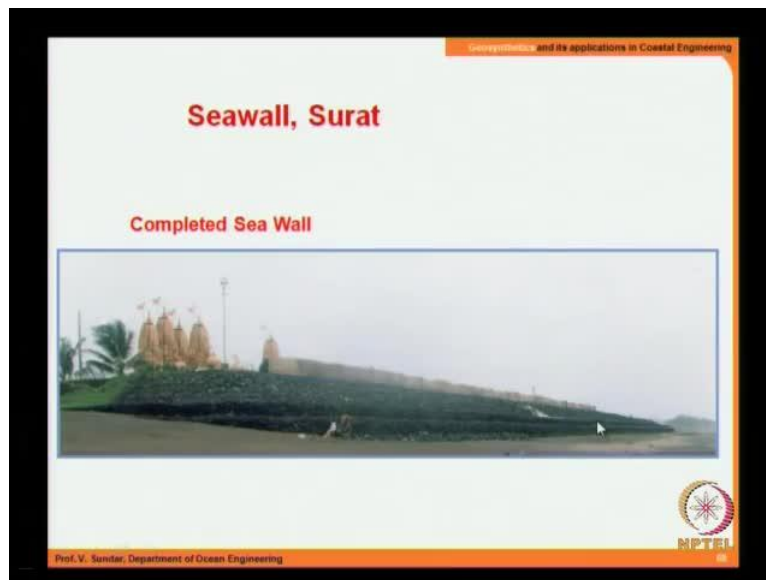 Geosynthetics and its applications in Coastal Engineering
Seawall, Surat
Completed Sea Wall
NPTEL
Prof. V. Sundar, Department of Ocean Engineering